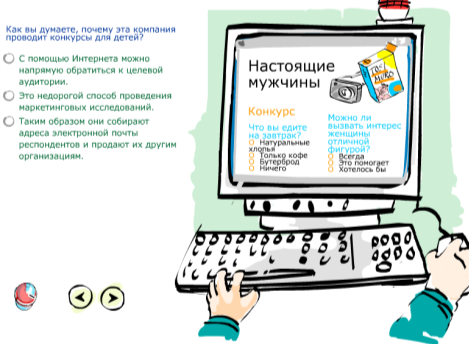 Как вы думаете, почему эта компания
проводит конкурсы для детей?
С помощью Интернета можно
напрямую обратиться к целевой
аудитории.
Это недорогой способ проведения
маркетинговых исследований.
Таким образом они собирают
адреса электронной почты
респондентов и продают их другим
организациям.
Настоящие
мужчины
Конкурс
Что вы едите
на завтрак?
Натуральные
хлопья
Только кофе
Бутерброд
Ничего
Можно ли
вызвать интерес
женщины
отличной
фигурой?
Всегда
Это помогает
Хотелось бы